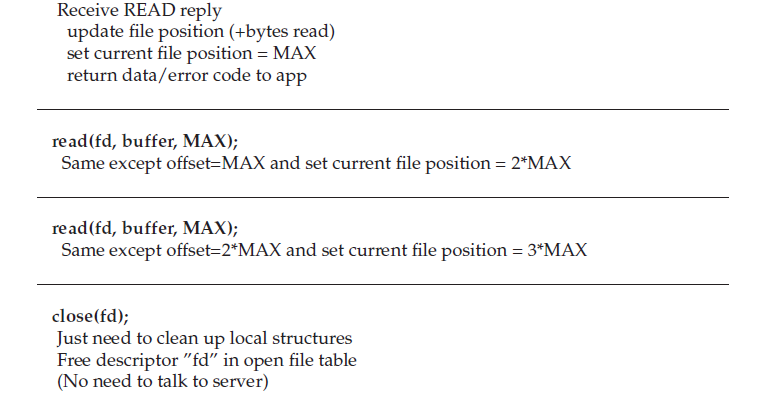 Receive READ reply
update file position (+bytes read)
set current file position = MAX
return data/error code to app
read(fd, buffer, MAX);
Same except offset=MAX and set current file position = 2*MAX
read(fd, buffer, MAX);
Same except offset=2*MAX and set current file position = 3*MAX
close(fd);
Just need to clean up local structures
Free descriptor "fd" in open file table
(No need to talk to server)